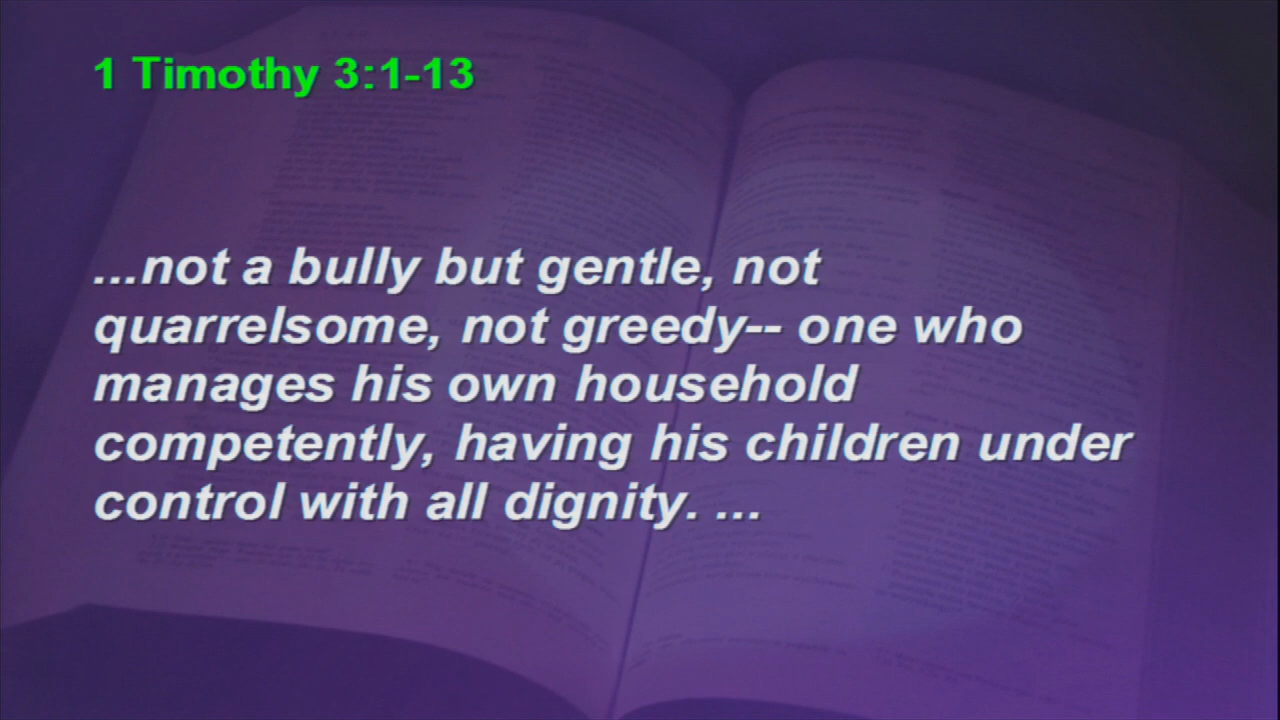 1 Timothy 3:1-13
...not a bully but gentle, not
quarrelsome, not greedy-- one who
manages his own household
competently, having his children under
control with all dignity. ...